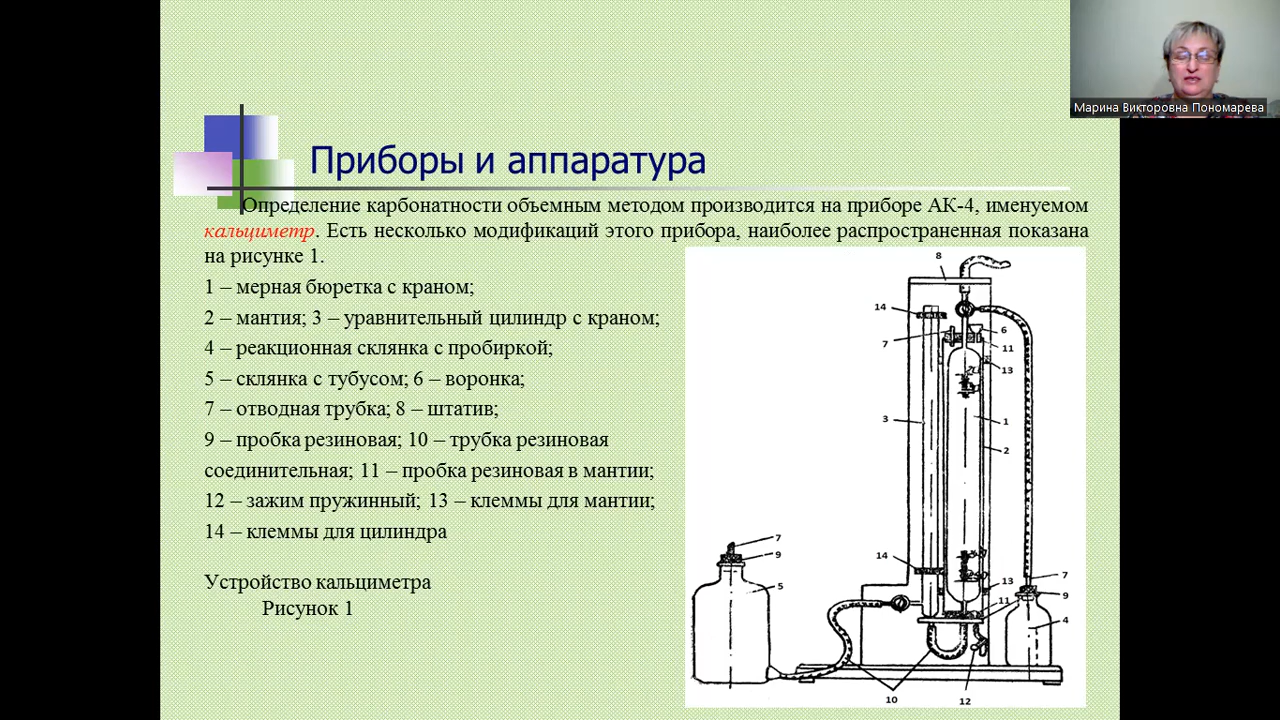 Марина Викторовна Пономарева
Приборы и аппаратура
Определение карбонатности объемным методом производится на приборе АК-4, именуемом
кальциметр. Есть несколько модификаций этого прибора, наиболее распространенная показана
на рисунке 1.
1 – мерная бюретка с краном;
2 – мантия; 3 – уравнительный цилиндр с краном;
4 – реакционная склянка с пробиркой;
5 – склянка с тубусом; 6 – воронка;
7 – отводная трубка; 8 – штатив;
9 – пробка резиновая; 10 – трубка резиновая
соединительная; 11 – пробка резиновая в мантии;
12 – зажим пружинный; 13 – клеммы для мантии;
14 – клеммы для цилиндра
Устройство кальциметра
Рисунок 1
8
14
6
7
11
13
3
1
2
7
9
14
5
13
7
11
9
4
10
12